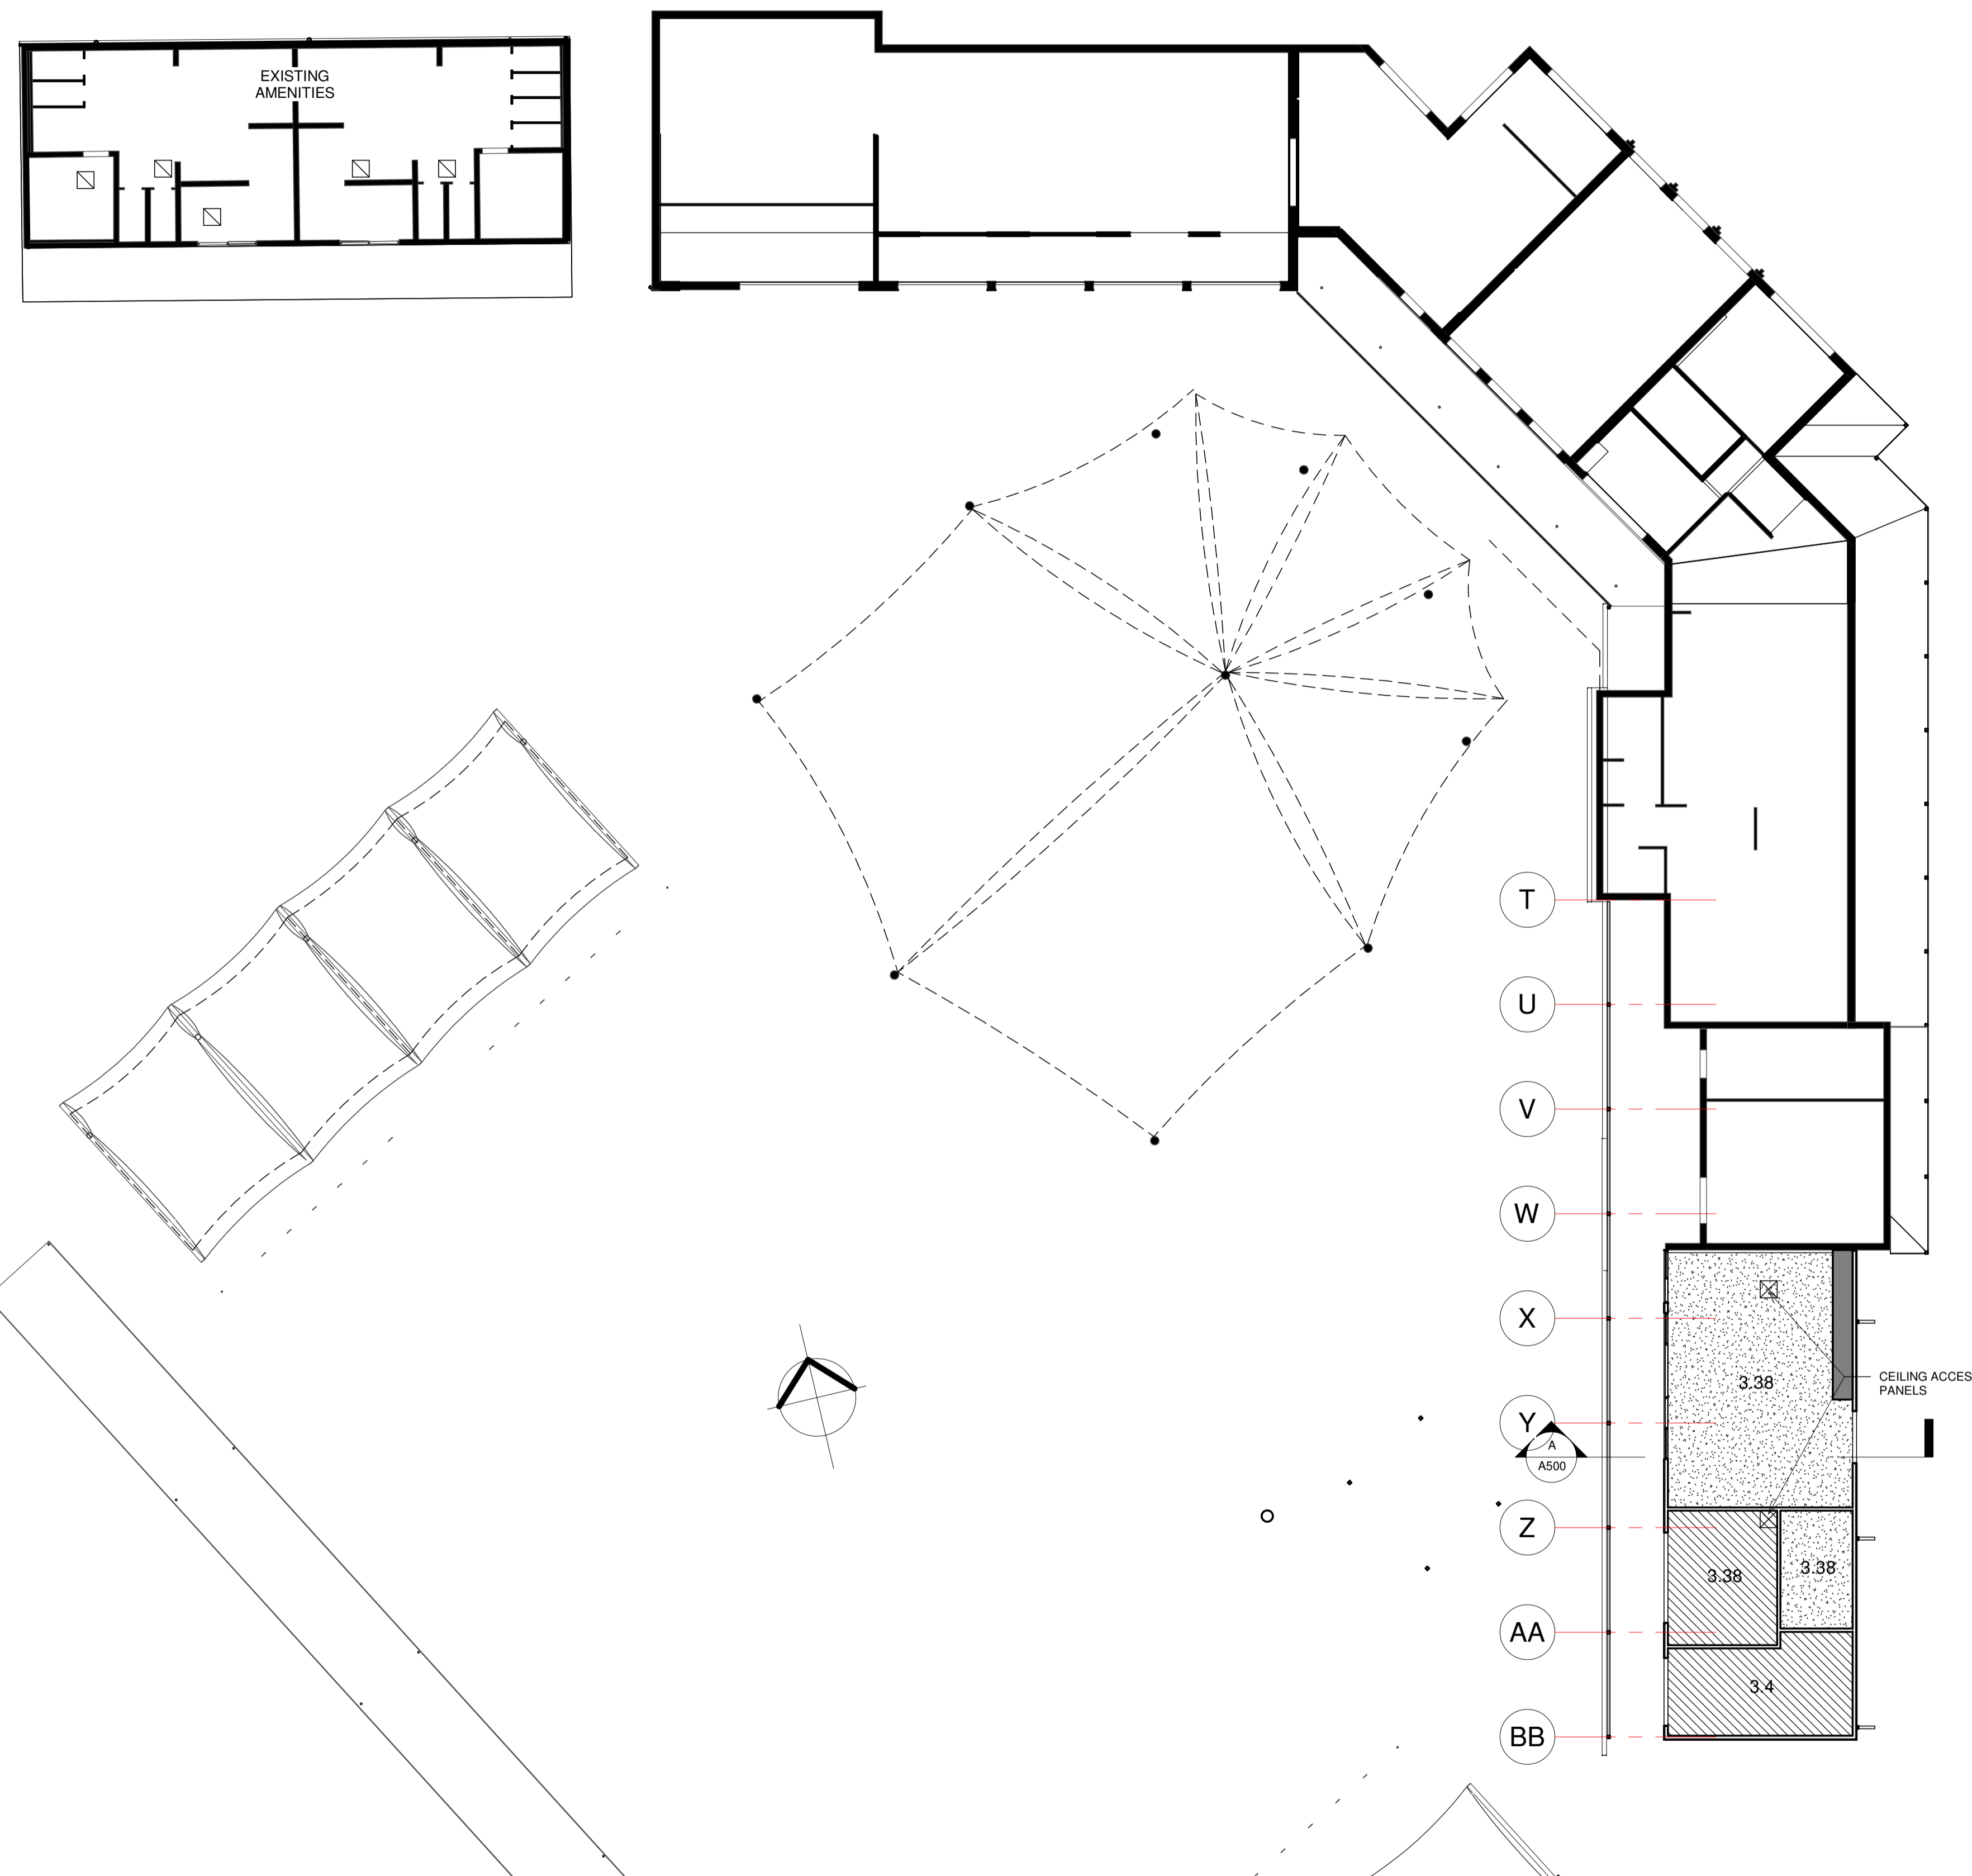 EXISTING
AMENITIES
T
U
V
W
X
3.38
CEILING ACCES
PANELS
Y
A
A500
Z
3.38
3.38
AA
3.4
BB